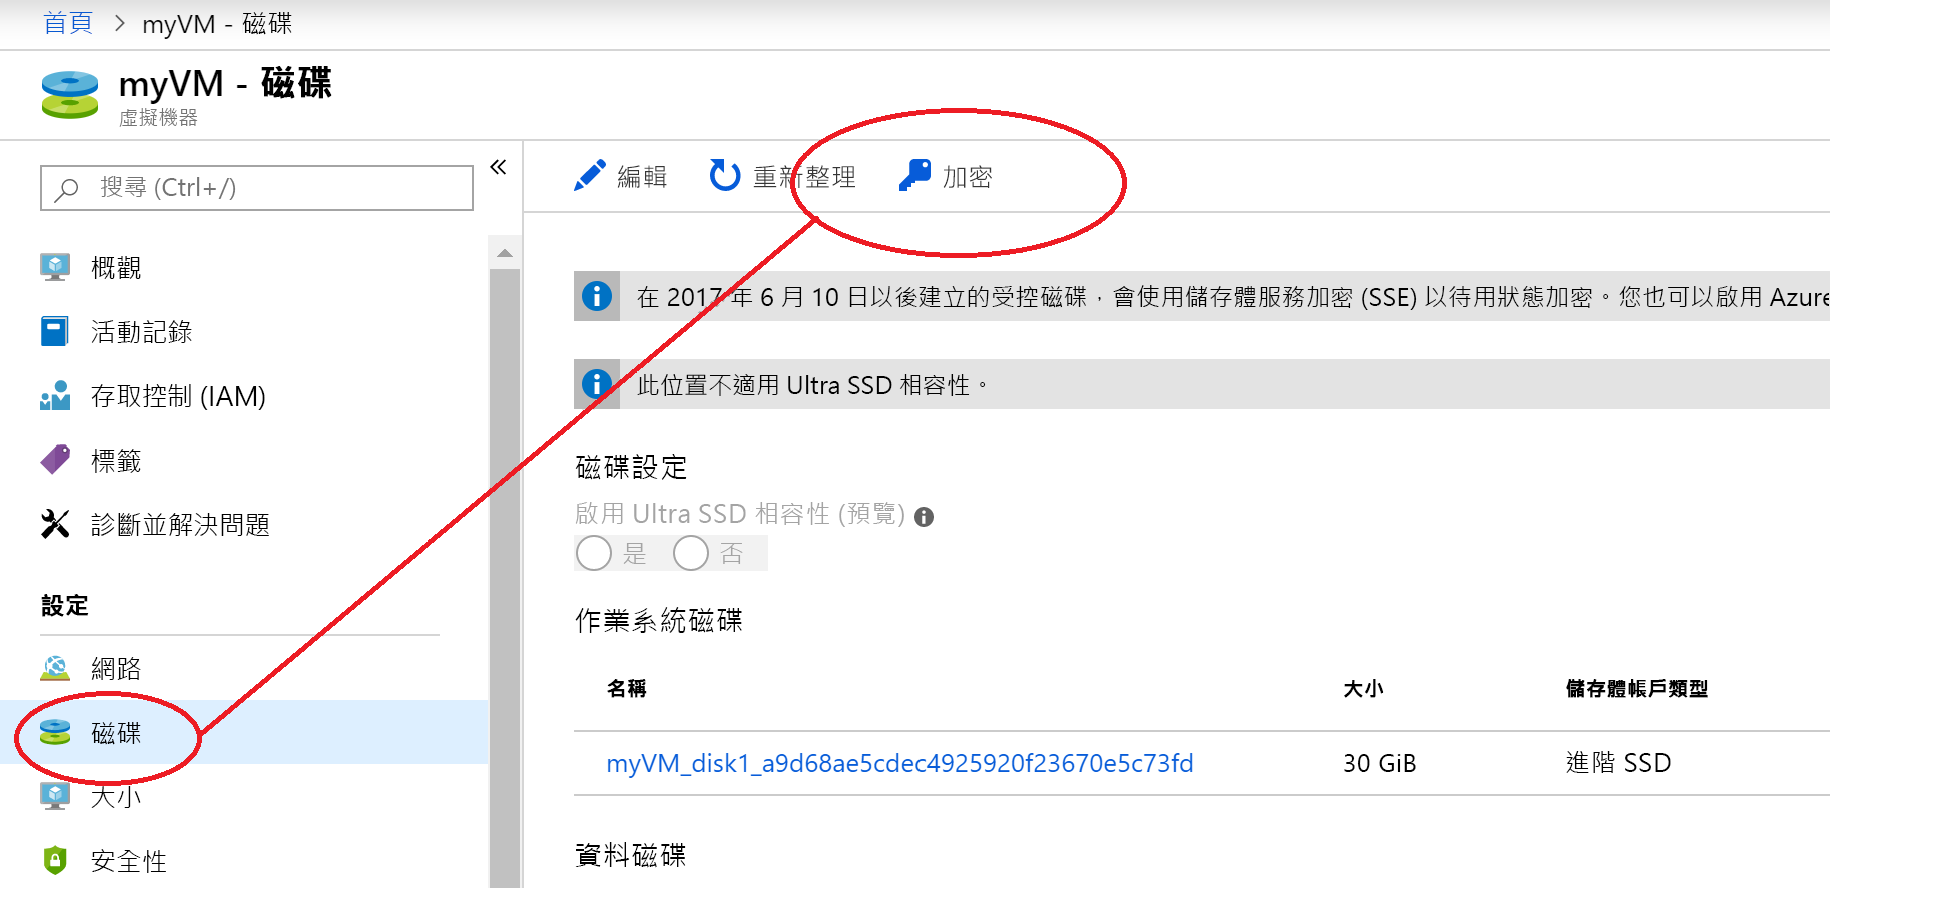 首頁 > myVM - 磁碟
myVM - 磁碟
虛擬機器
搜尋 (Ctrl+/)
«
概觀
活動記錄
存取控制 (IAM)
標籤
診斷並解決問題
設定
網路
磁碟
大小
安全性
編輯 重新整理 加密
在 2017 年 6 月 10 日以後建立的受控磁碟，會使用儲存體服務加密 (SSE) 以待用狀態加密。您也可以啟用 Azure
此位置不適用 Ultra SSD 相容性。
磁碟設定
啟用 Ultra SSD 相容性 (預覽)
是 否
作業系統磁碟
名稱 大小 儲存體帳戶類型
myVM_disk1_a9d68ae5cdec4925920f23670e5c73fd 30 GiB 進階 SSD
資料磁碟